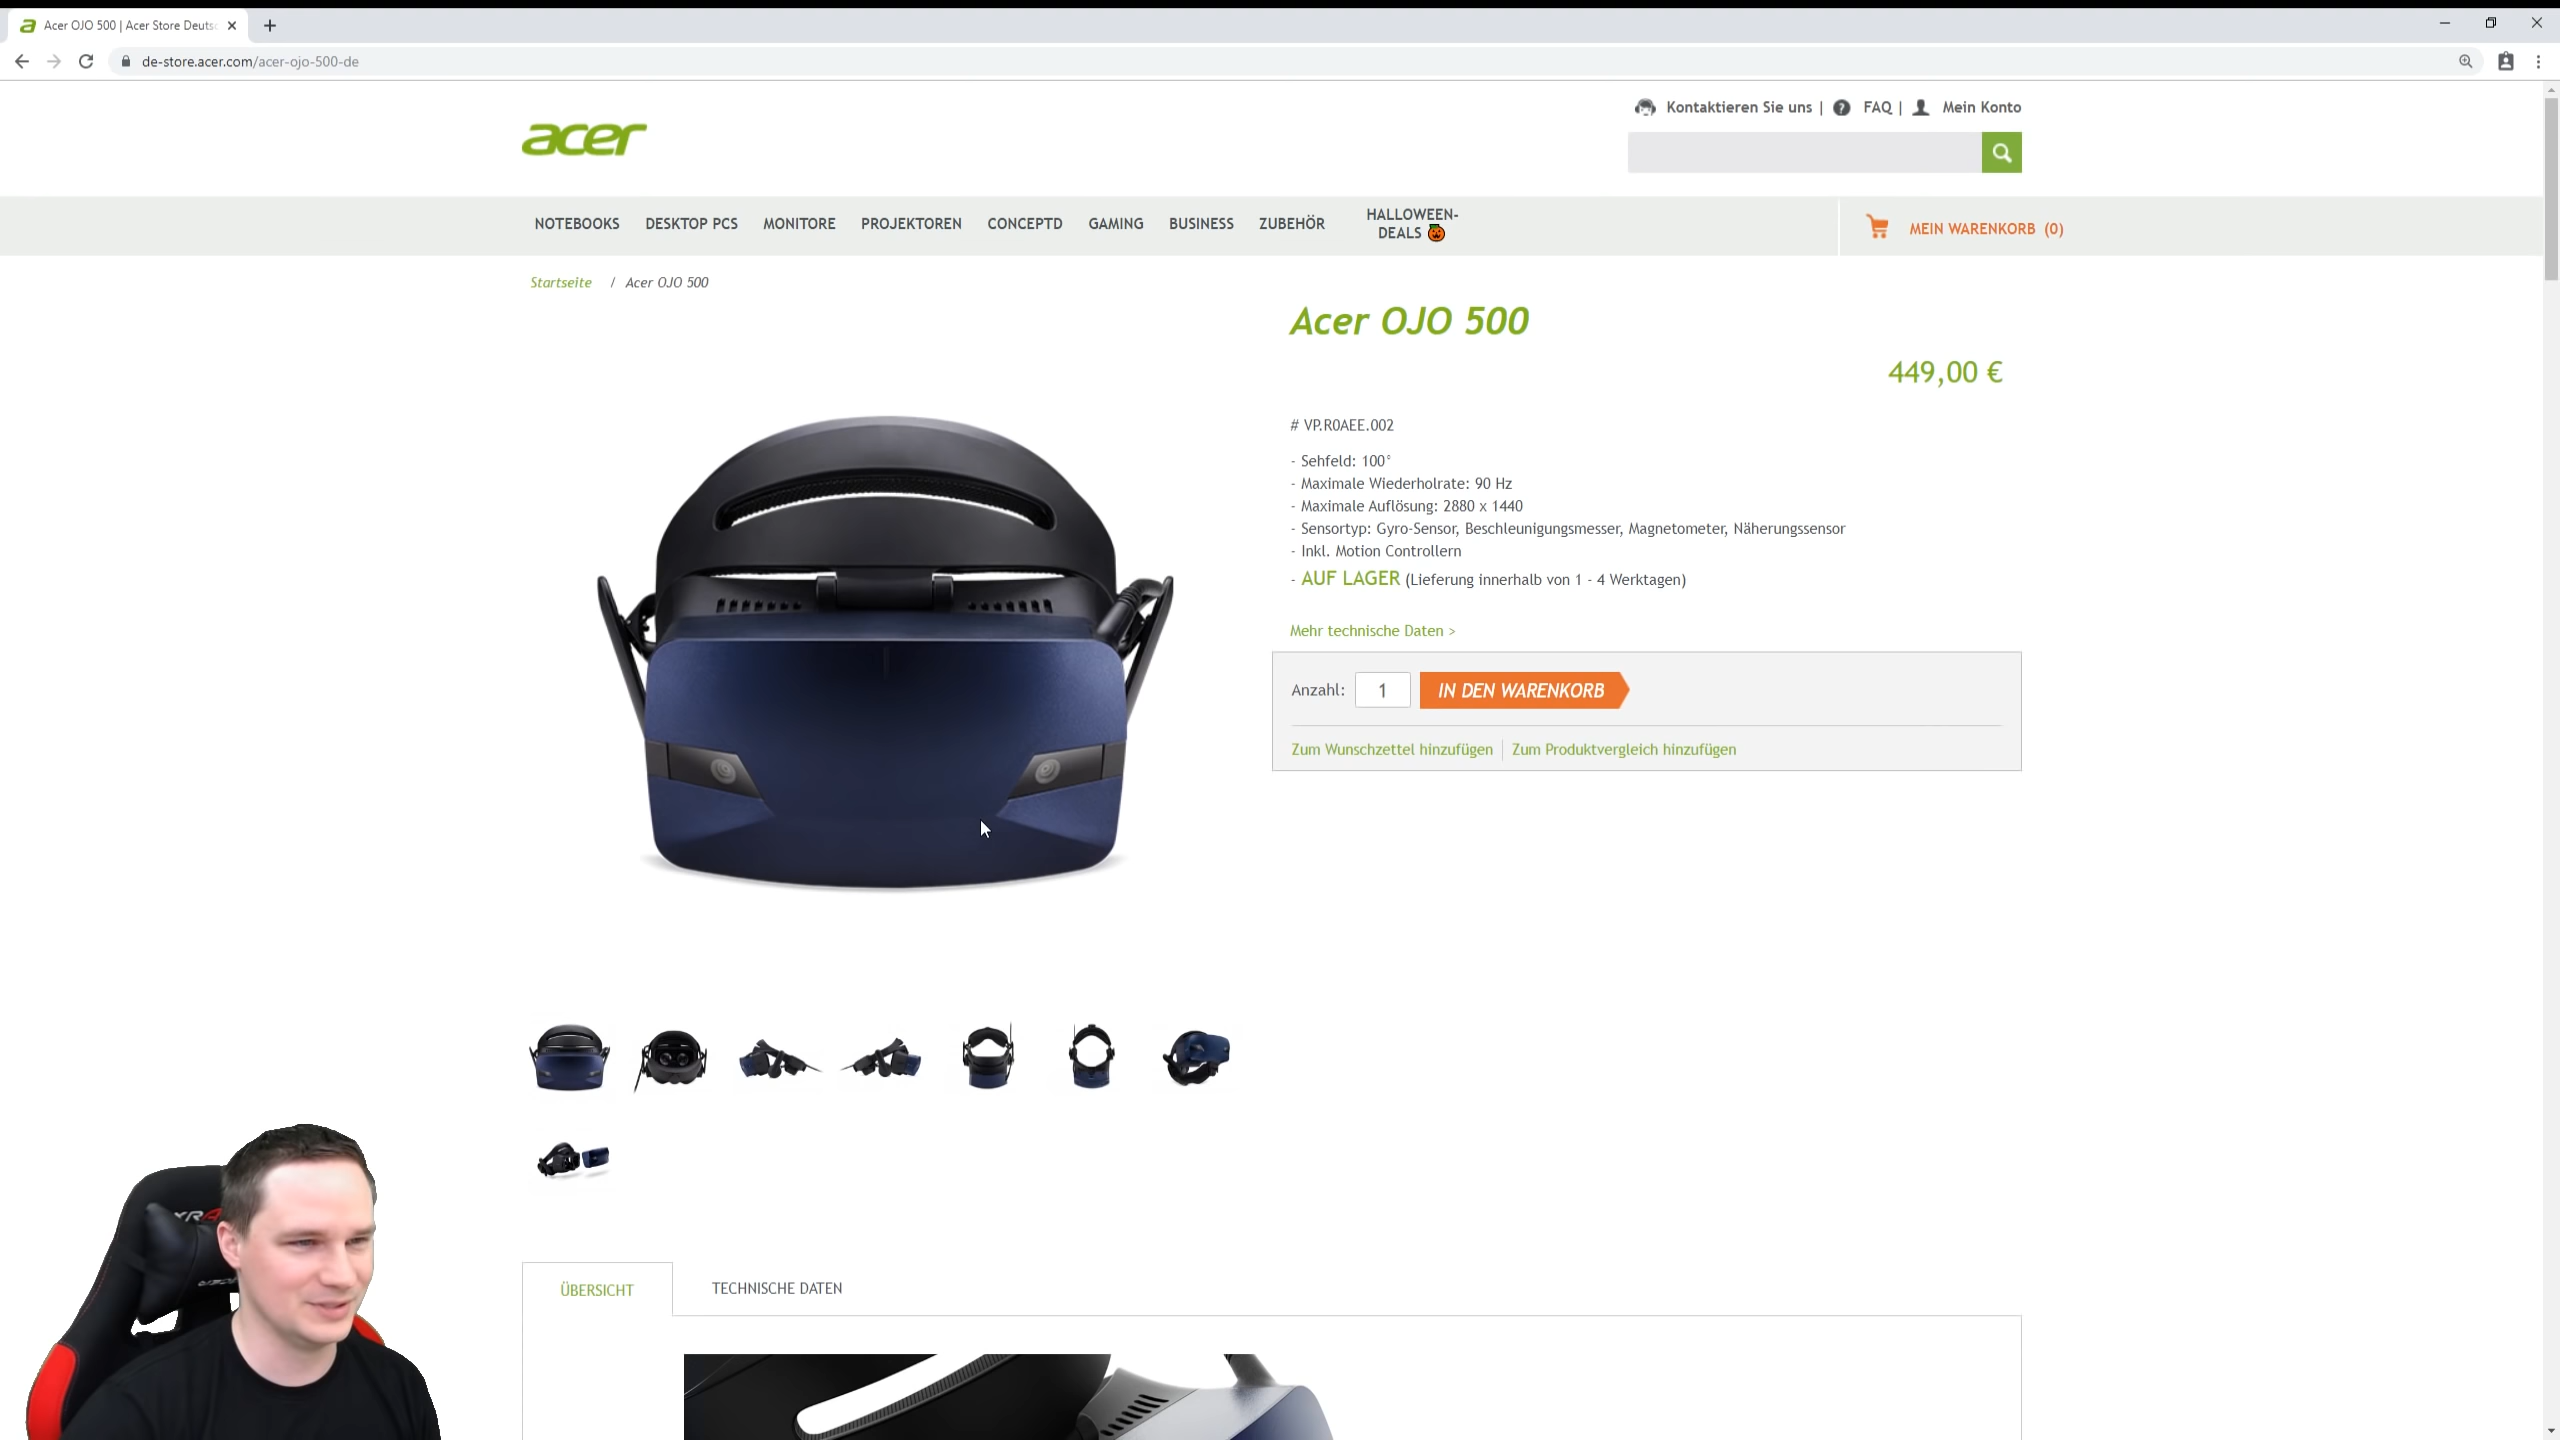 Acer OJO 500 | Acer Store Deuts
de-store.acer.com/acer-ojo-500-de
Kontaktieren Sie uns | FAQ | Mein Konto
acer
NOTEBOOKS DESKTOP PCS MONITORE PROJEKTOREN CONCEPTD GAMING BUSINESS ZUBEHÖR HALLOWEEN-
DEALS 🎃
MEIN WARENKORB (0)
Startseite / Acer OJO 500
Acer OJO 500
449,00 €
# VP.R0AEE.002
- Sehfeld: 100°
- Maximale Wiederholrate: 90 Hz
- Maximale Auflösung: 2880 x 1440
- Sensortyp: Gyro-Sensor, Beschleunigungsmesser, Magnetometer, Näherungssensor
- Inkl. Motion Controllern
- AUF LAGER (Lieferung innerhalb von 1 - 4 Werktagen)
Mehr technische Daten >
Anzahl: 1 IN DEN WARENKORB
Zum Wunschzettel hinzufügen | Zum Produktvergleich hinzufügen
ÜBERSICHT TECHNISCHE DATEN